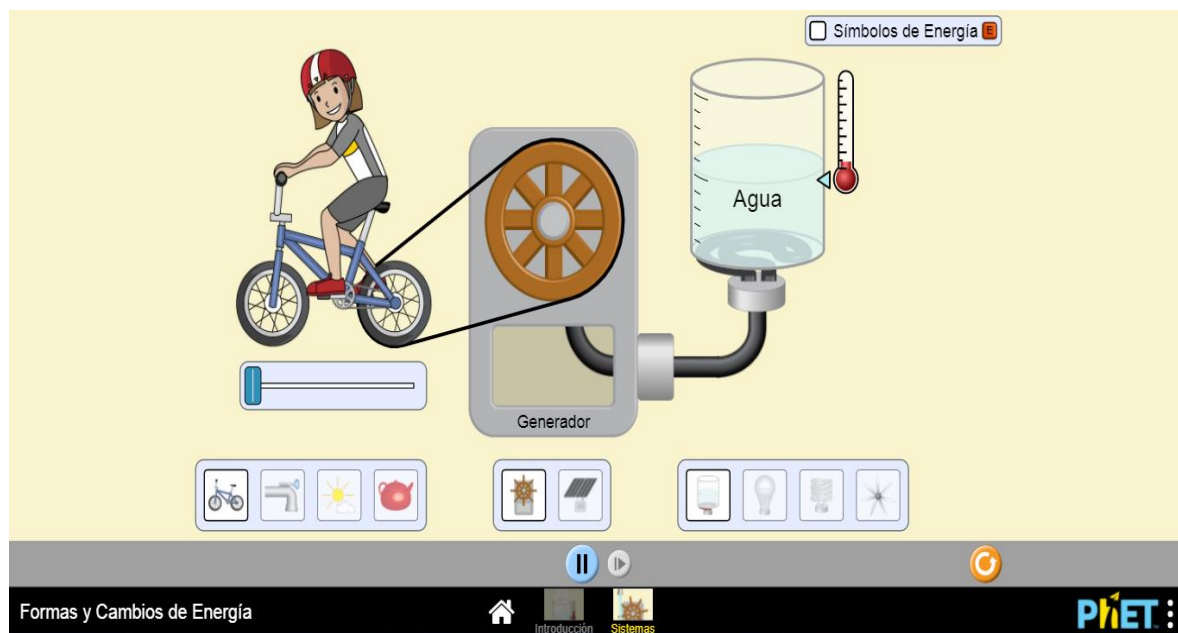 Símbolos de Energía E
Agua
Generador
Formas y Cambios de Energía
Introducción
Sistemas
PhET